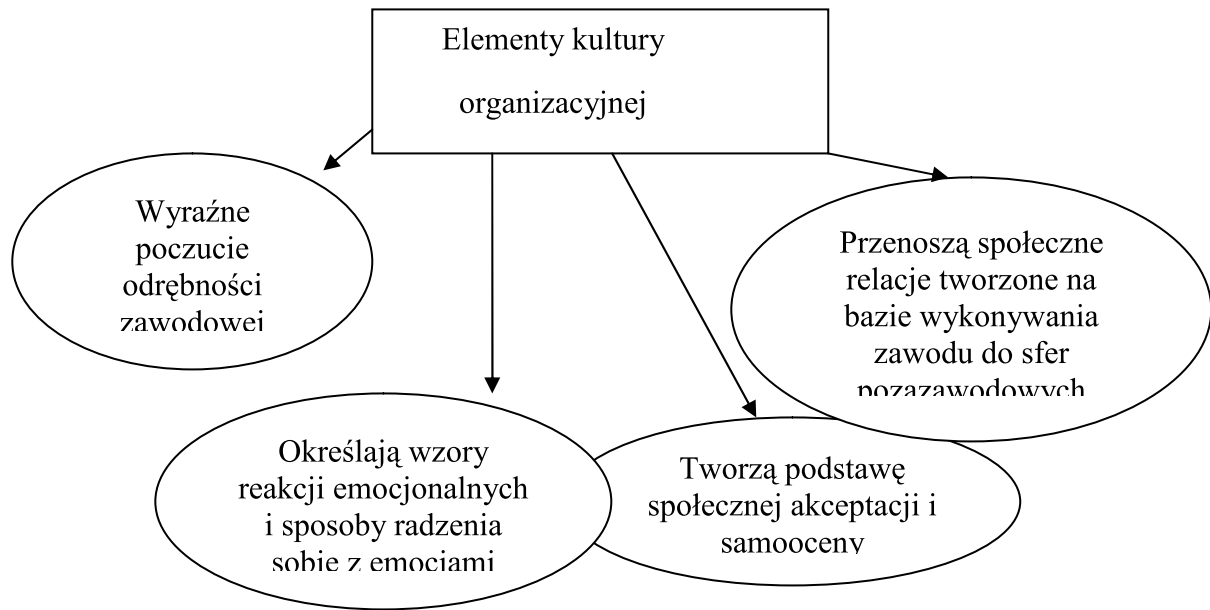 Elementy kultury
organizacyjnej
Wyraźne
poczucie
odrębności
zawodowej
Przenoszą społeczne
relacje tworzone na
bazie wykonywania
zawodu do sfer
pozazawodowych
Określają wzory
reakcji emocjonalnych
i sposoby radzenia
sobie z emocjami
Tworzą podstawę
społecznej akceptacji i
samooceny